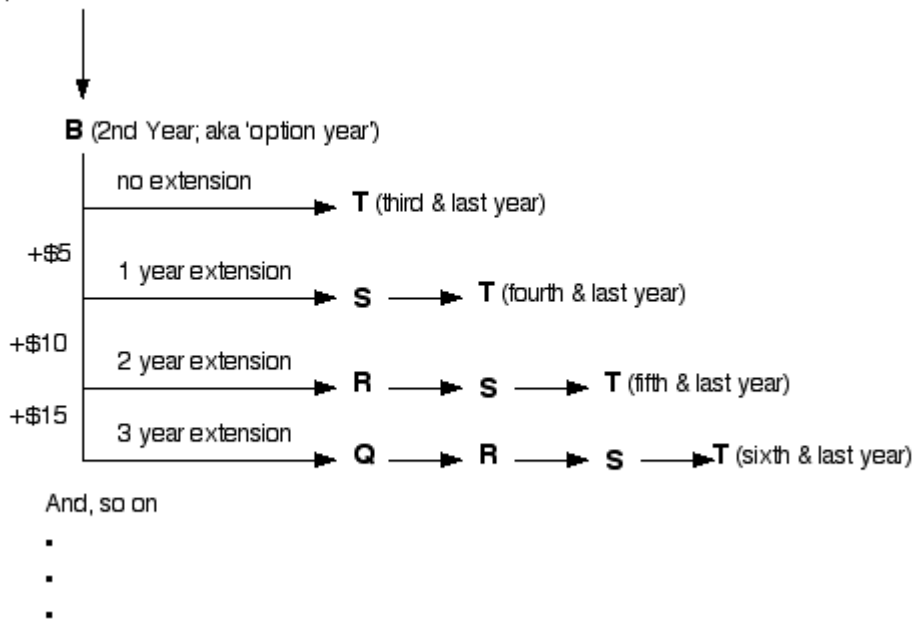 B (2nd Year; aka 'option year')
no extension
T (third & last year)
+$5
1 year extension
S T (fourth & last year)
+$10
2 year extension
R S T (fifth & last year)
+$15
3 year extension
Q R S T (sixth & last year)
And, so on